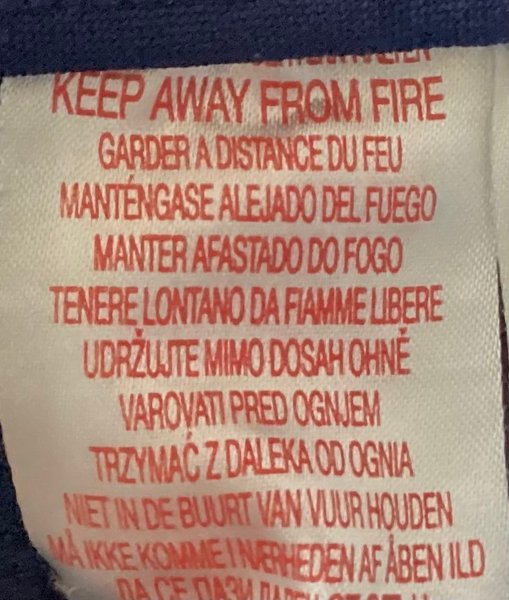 KEEP AWAY FROM FIRE
GARDER A DISTANCE DU FEU
MANTÉNGASE ALEJADO DEL FUEGO
MANTER AFASTADO DO FOGO
TENERE LONTANO DA FIAMME LIBERE
UDRŽUJTE MIMO DOSAH OHNĚ
VAROVATI PRED OGNJEM
TRZYMAĆ Z DALEKA OD OGNIA
NIET IN DE BUURT VAN VUUR HOUDEN
MÅ IKKE KOMME I NÆRHEDEN AF ÅBEN ILD